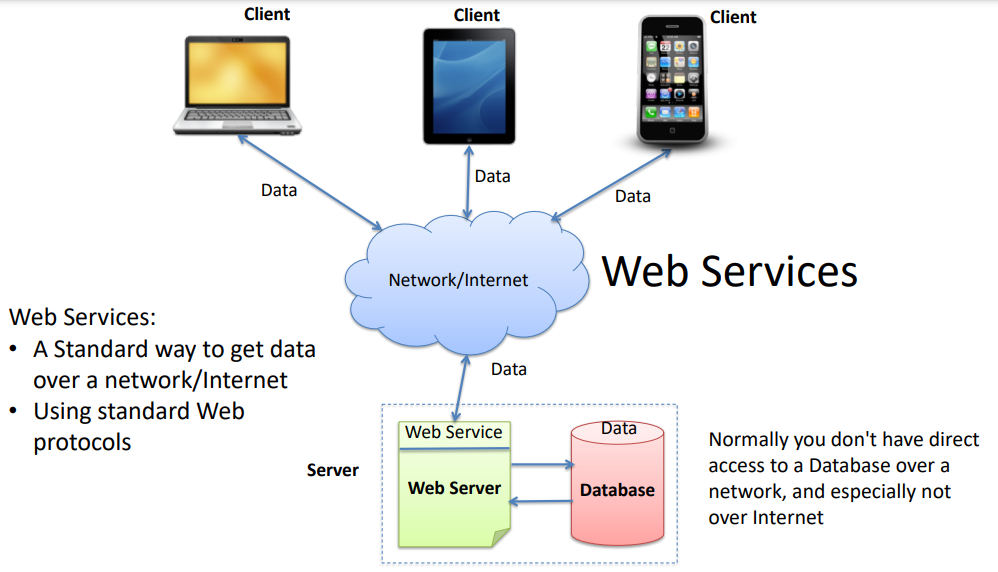 Client
Client
Client
Data
Data
Data
Network/Internet
Web Services
Web Services:
• A Standard way to get data
over a network/Internet
• Using standard Web
protocols
Data
Server
Web Service
Web Server
Data
Database
Normally you don't have direct
access to a Database over a
network, and especially not
over Internet